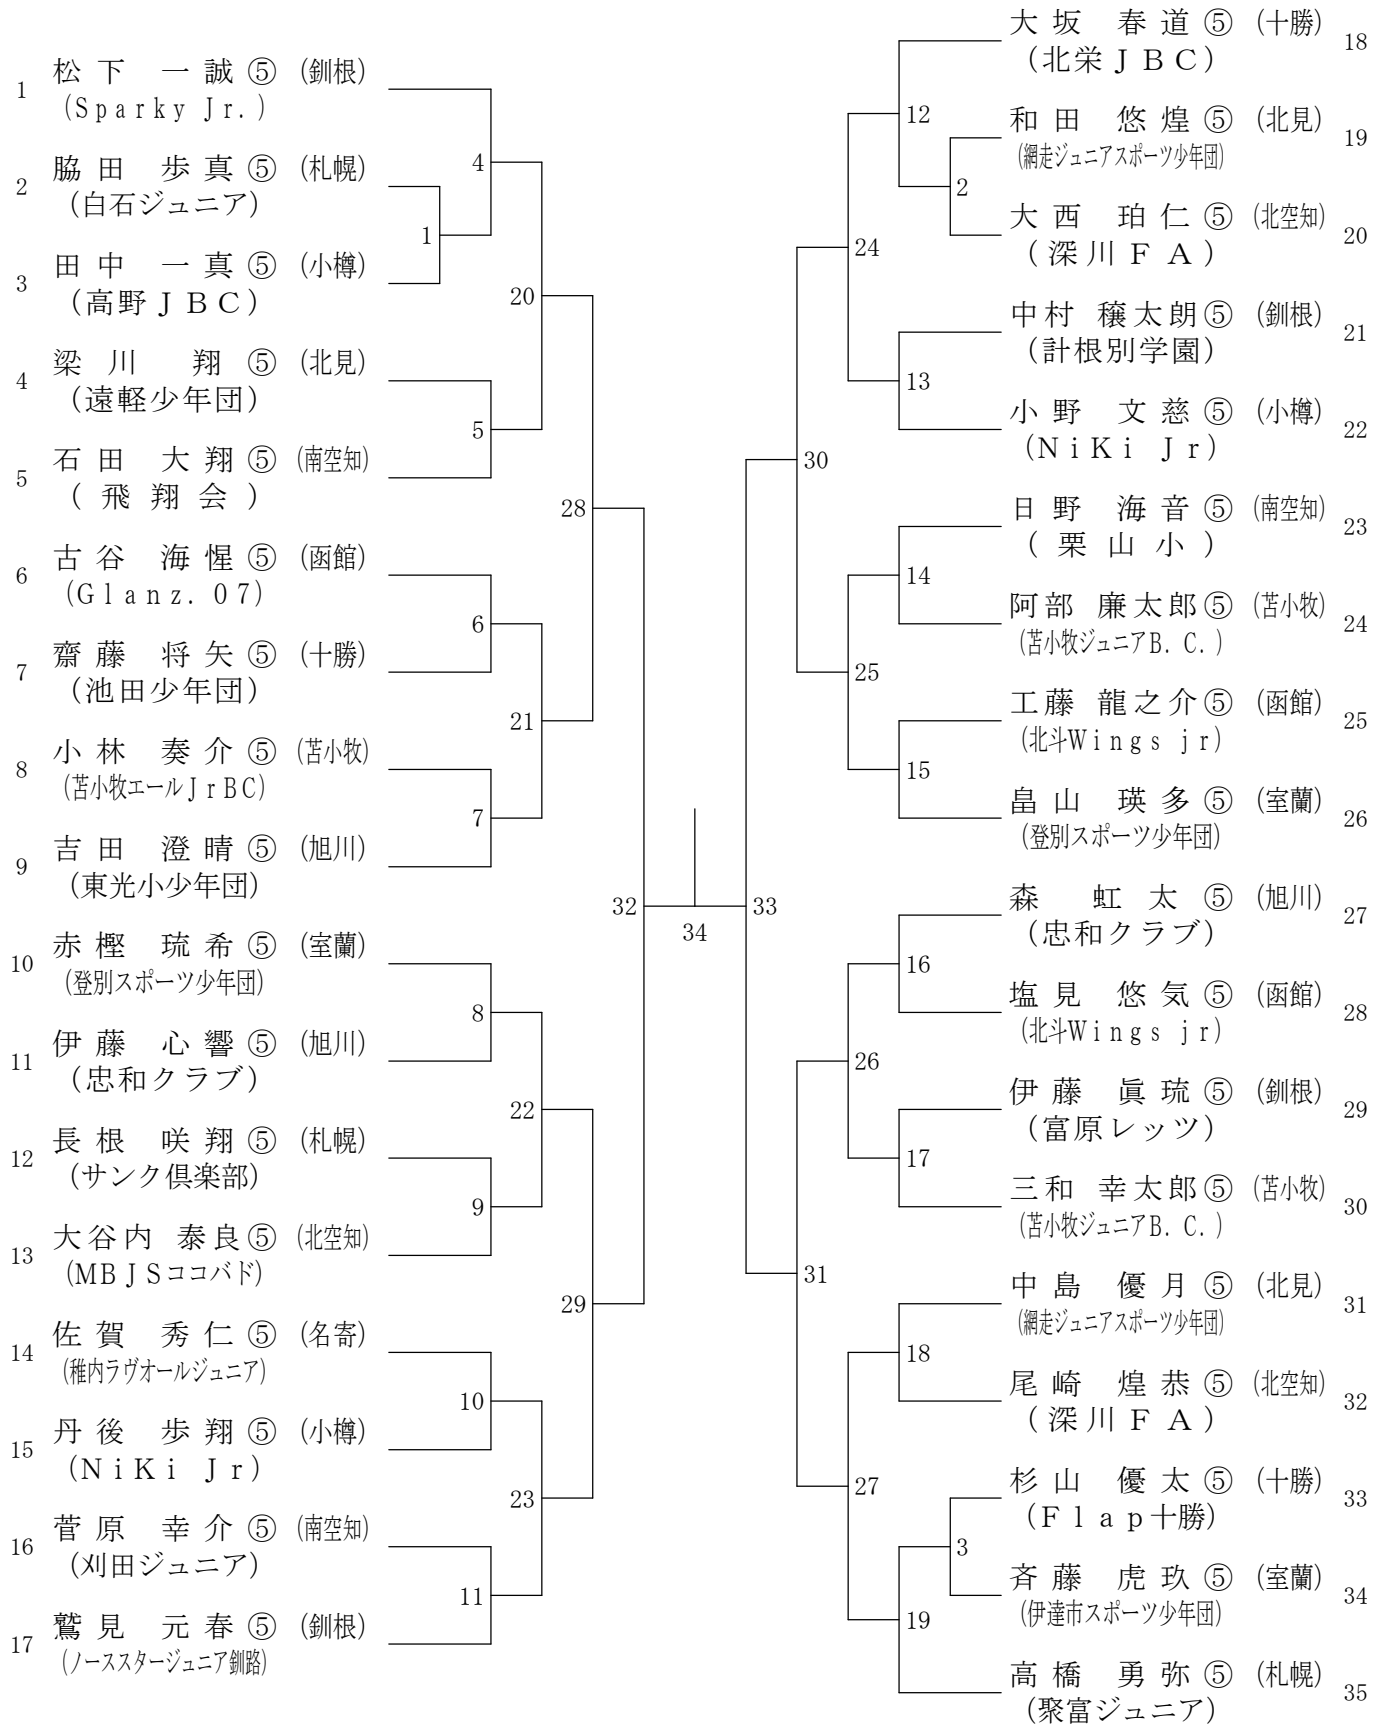 1 松下 一誠⑤ (釧根)
(Sparky Jr.)
2 脇田 歩真⑤ (札幌)
(白石ジュニア)
1
3 田中 一真⑤ (小樽)
(高野JBC)
4
4 梁川 翔⑤ (北見)
(遠軽少年団)
5
5 石田 大翔⑤ (南空知)
(飛翔会)
20
6 古谷 海惺⑤ (函館)
(Glanz.07)
6
7 齋藤 将矢⑤ (十勝)
(池田少年団)
21
8 小林 奏介⑤ (苫小牧)
(苫小牧エールJrBC)
7
9 吉田 澄晴⑤ (旭川)
(東光小少年団)
28
10 赤樫 琉希⑤ (室蘭)
(登別スポーツ少年団)
8
11 伊藤 心響⑤ (旭川)
(忠和クラブ)
22
12 長根 咲翔⑤ (札幌)
(サンク倶楽部)
9
13 大谷内 泰良⑤ (北空知)
(MBJSココバド)
29
14 佐賀 秀仁⑤ (名寄)
(稚内ラヴオールジュニア)
10
15 丹後 歩翔⑤ (小樽)
(NiKi Jr)
23
16 菅原 幸介⑤ (南空知)
(刈田ジュニア)
11
17 鷲見 元春⑤ (釧根)
(ノーススタージュニア釧路)
32
34
33
大坂 春道⑤ (十勝) 18
(北栄JBC)
12
和田 悠煌⑤ (北見) 19
(網走ジュニアスポーツ少年団)
2
大西 珀仁⑤ (北空知) 20
(深川FA)
24
中村 穣太朗⑤ (釧根) 21
(計根別学園)
13
小野 文慈⑤ (小樽) 22
(NiKi Jr)
30
日野 海音⑤ (南空知) 23
(栗山小)
14
阿部 廉太郎⑤ (苫小牧) 24
(苫小牧ジュニアB.C.)
25
工藤 龍之介⑤ (函館) 25
(北斗Wings jr)
15
畠山 瑛多⑤ (室蘭) 26
(登別スポーツ少年団)
森 虹太⑤ (旭川) 27
(忠和クラブ)
16
塩見 悠気⑤ (函館) 28
(北斗Wings jr)
26
伊藤 眞琉⑤ (釧根) 29
(富原レッツ)
17
三和 幸太郎⑤ (苫小牧) 30
(苫小牧ジュニアB.C.)
31
中島 優月⑤ (北見) 31
(網走ジュニアスポーツ少年団)
18
尾崎 煌恭⑤ (北空知) 32
(深川FA)
27
杉山 優太⑤ (十勝) 33
(Flap十勝)
3
斉藤 虎玖⑤ (室蘭) 34
(伊達市スポーツ少年団)
19
高橋 勇弥⑤ (札幌) 35
(聚富ジュニア)